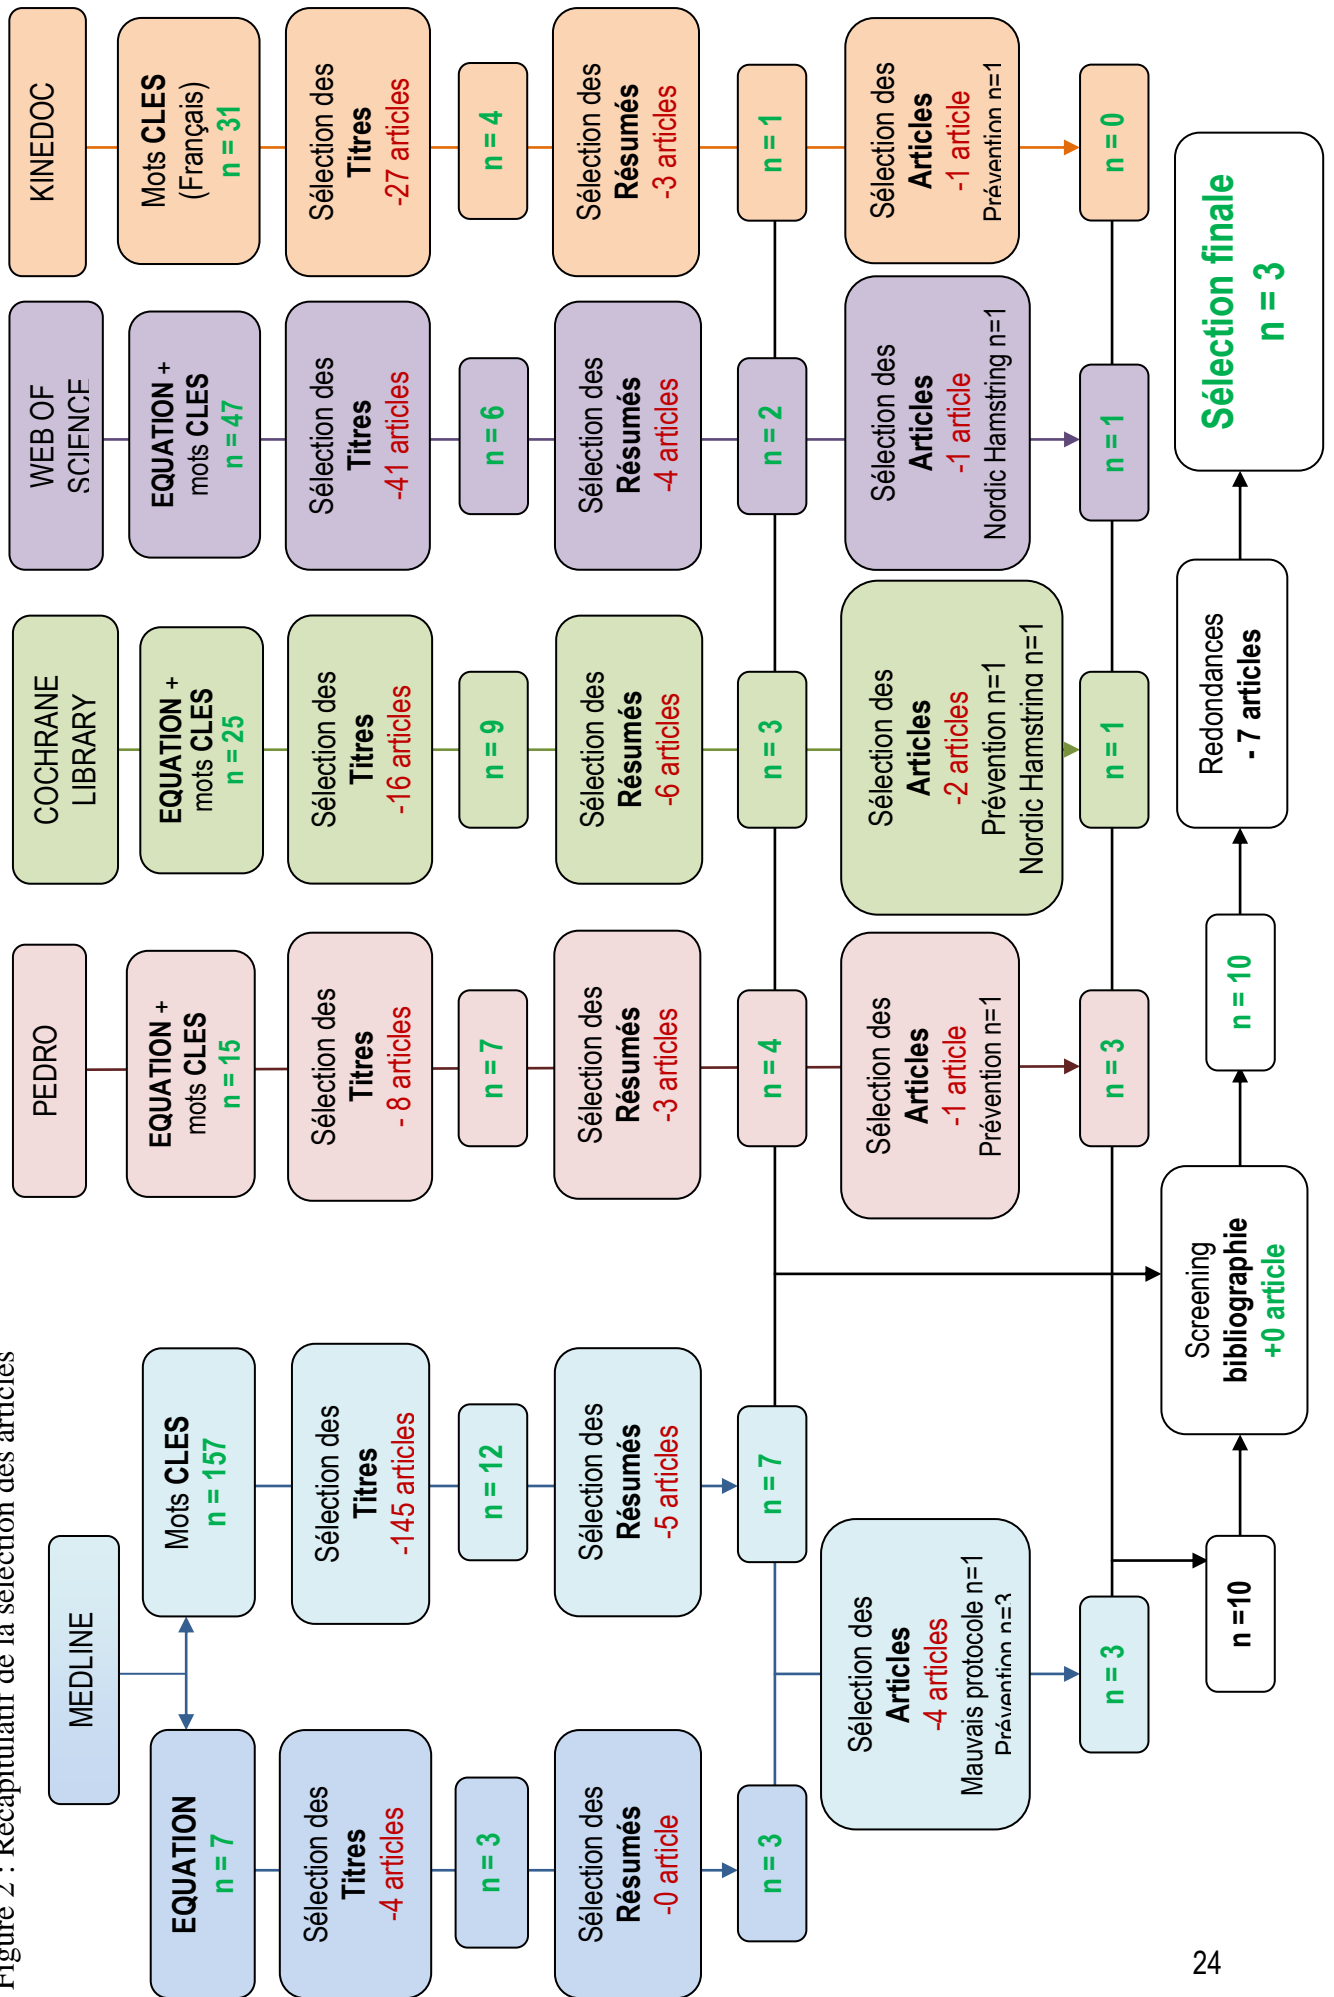 Figure 2 : Récapitulatif de la sélection des articles
MEDLINE
EQUATION
n = 7
Sélection des
Titres
-4 articles
n = 3
Sélection des
Résumés
-0 article
n = 3
Mots CLES
n = 157
Sélection des
Titres
-145 articles
n = 12
Sélection des
Résumés
-5 articles
n = 7
Sélection des
Articles
-4 articles
Mauvais protocole n=1
Prévention n=3
n = 3
PEDRO
EQUATION +
mots CLES
n = 15
Sélection des
Titres
- 8 articles
n = 7
Sélection des
Résumés
-3 articles
n = 4
Sélection des
Articles
-1 article
Prévention n=1
n = 3
COCHRANE
LIBRARY
EQUATION +
mots CLES
n = 25
Sélection des
Titres
-16 articles
n = 9
Sélection des
Résumés
-6 articles
n = 3
Sélection des
Articles
-2 articles
Prévention n=1
Nordic Hamstring n=1
n = 1
WEB OF
SCIENCE
EQUATION +
mots CLES
n = 47
Sélection des
Titres
-41 articles
n = 6
Sélection des
Résumés
-4 articles
n = 2
Sélection des
Articles
-1 article
Nordic Hamstring n=1
n = 1
KINEDOC
Mots CLES
(Français)
n = 31
Sélection des
Titres
-27 articles
n = 4
Sélection des
Résumés
-3 articles
n = 1
Sélection des
Articles
-1 article
Prévention n=1
n = 0
n =10
Screening
bibliographie
+0 article
n = 10
Redondances
- 7 articles
Sélection finale
n = 3
24